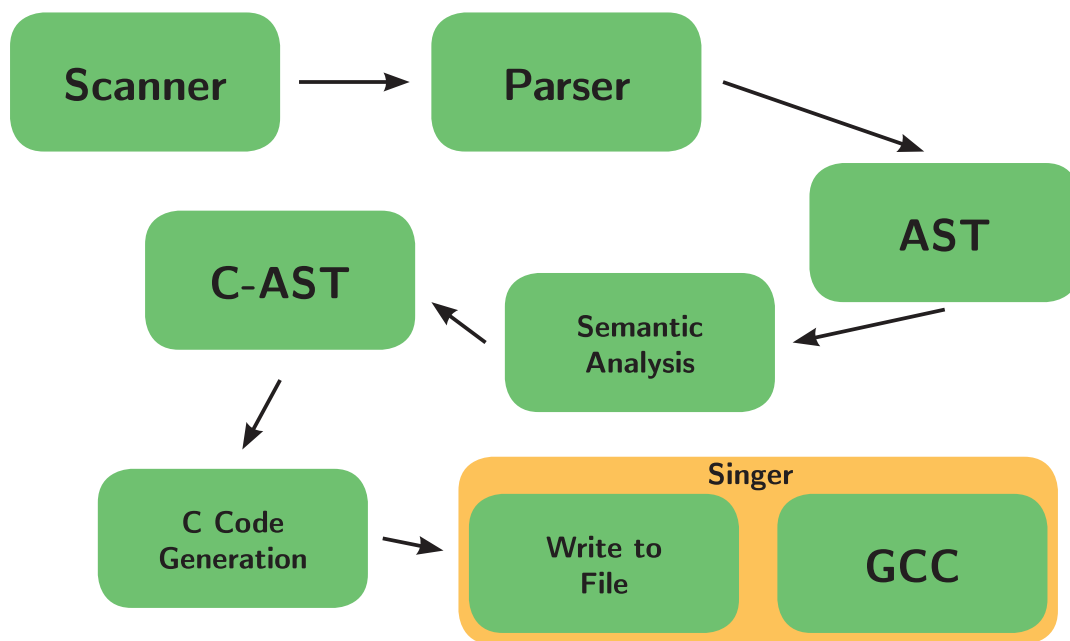 Scanner
Parser
AST
C-AST
Semantic
Analysis
C Code
Generation
Singer
Write to
File
GCC